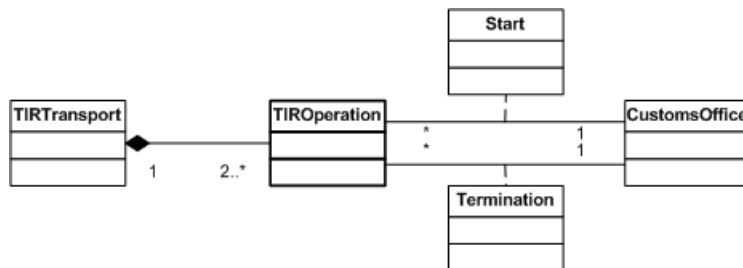 Start
TIRTransport
TIROperation
CustomsOffice
* 1
* 1
1 2..*
Termination